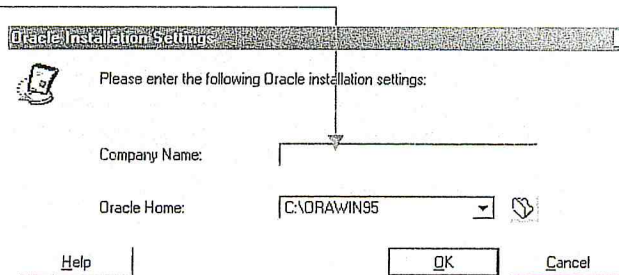 Oracle Installation Settings
Please enter the following Oracle installation settings:
Company Name:
Oracle Home: C:\ORAWIN95
Help OK Cancel